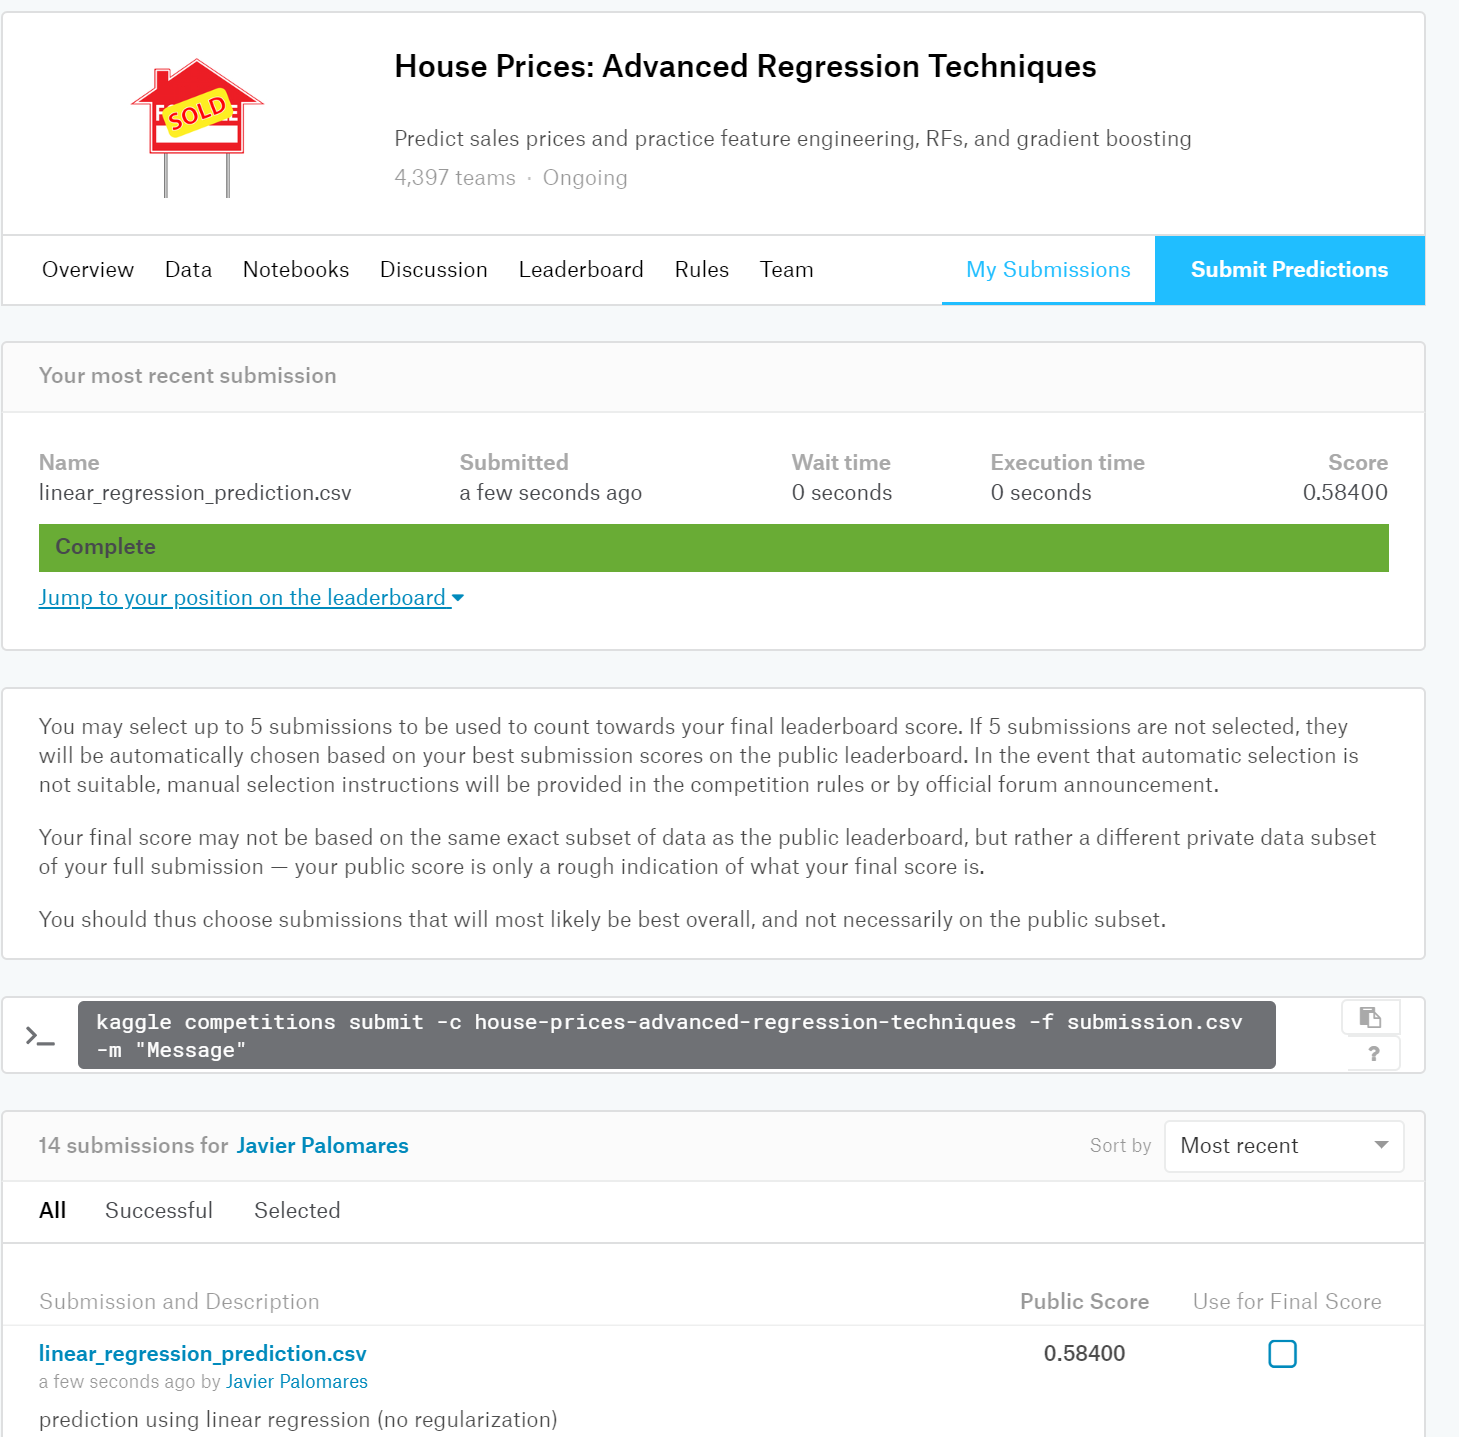 SOLD
House Prices: Advanced Regression Techniques
Predict sales prices and practice feature engineering, RFs, and gradient boosting
4,397 teams · Ongoing
Overview Data Notebooks Discussion Leaderboard Rules Team My Submissions Submit Predictions
Your most recent submission
Name Submitted Wait time Execution time Score
linear_regression_prediction.csv a few seconds ago 0 seconds 0 seconds 0.58400
Complete
Jump to your position on the leaderboard
You may select up to 5 submissions to be used to count towards your final leaderboard score. If 5 submissions are not selected, they
will be automatically chosen based on your best submission scores on the public leaderboard. In the event that automatic selection is
not suitable, manual selection instructions will be provided in the competition rules or by official forum announcement.
Your final score may not be based on the same exact subset of data as the public leaderboard, but rather a different private data subset
of your full submission — your public score is only a rough indication of what your final score is.
You should thus choose submissions that will most likely be best overall, and not necessarily on the public subset.
>_ kaggle competitions submit -c house-prices-advanced-regression-techniques -f submission.csv
-m "Message"
?
14 submissions for Javier Palomares Sort by Most recent
All Successful Selected
Submission and Description Public Score Use for Final Score
linear_regression_prediction.csv 0.58400
a few seconds ago by Javier Palomares
prediction using linear regression (no regularization)